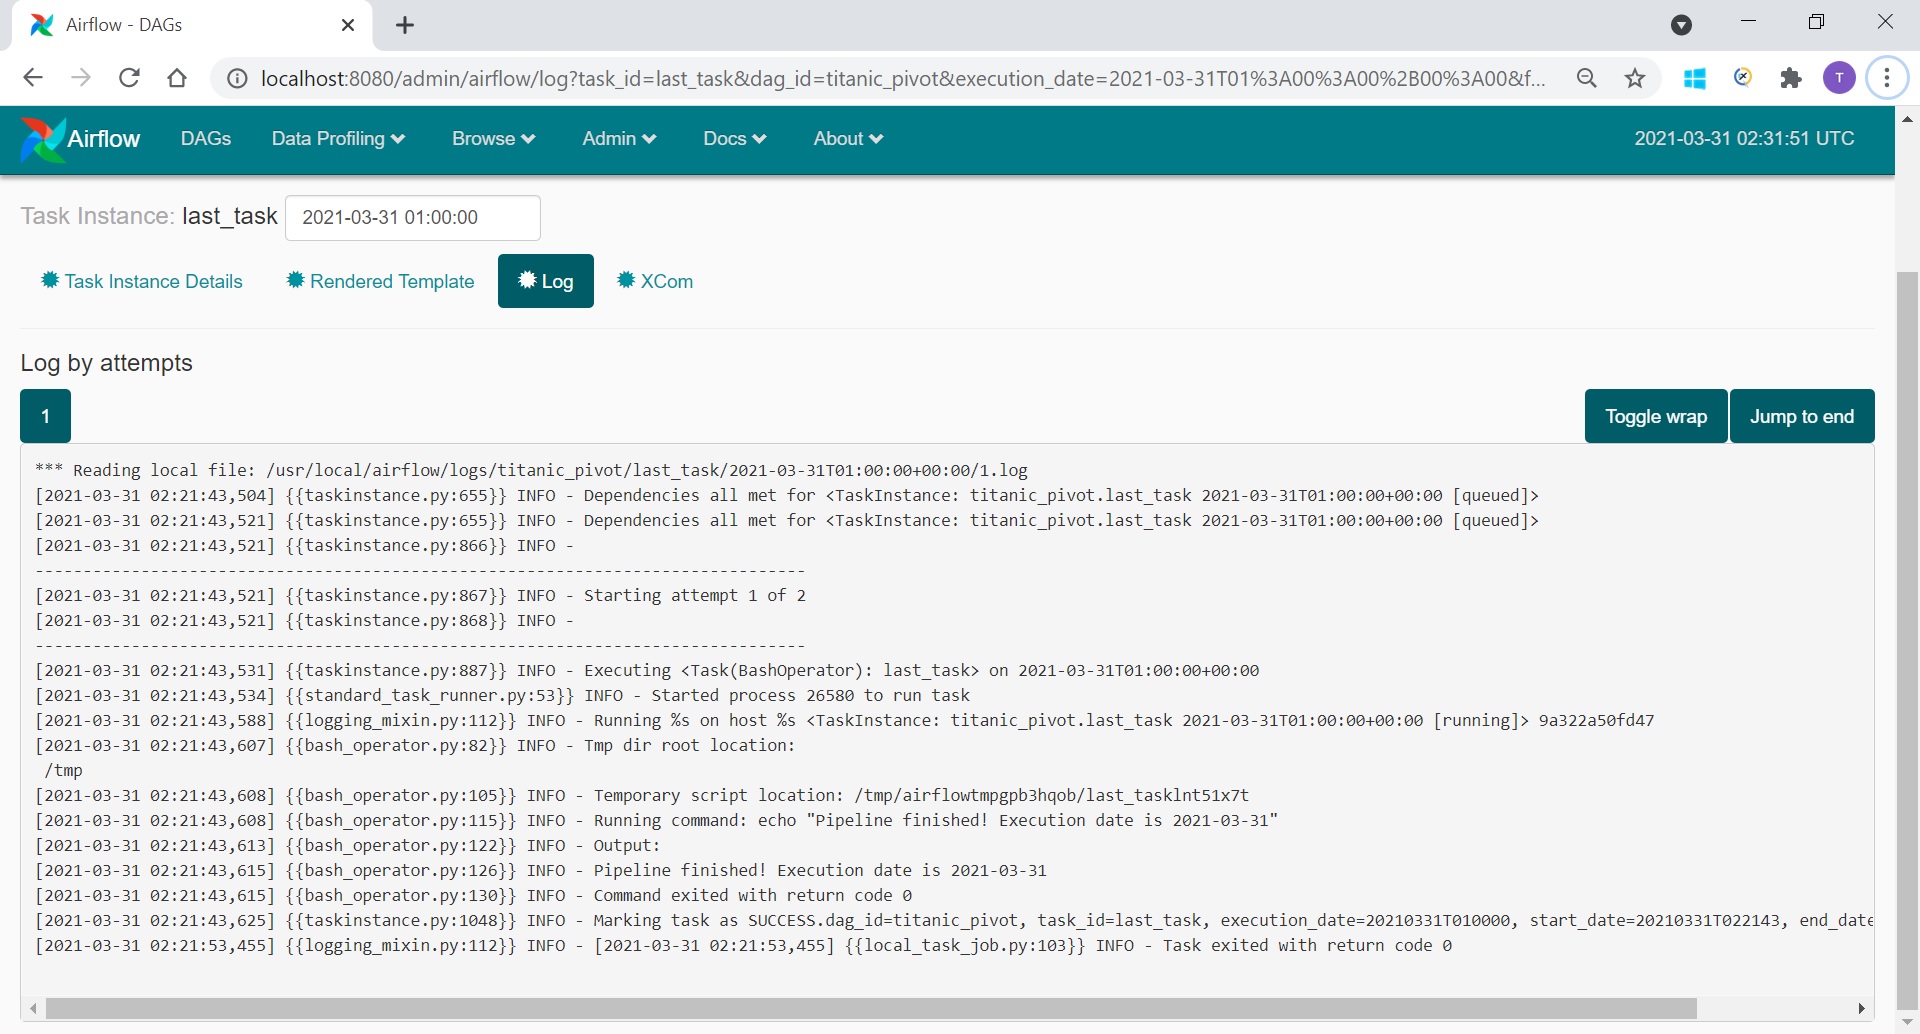 Airflow - DAGs
localhost:8080/admin/airflow/log?task_id=last_task&dag_id=titanic_pivot&execution_date=2021-03-31T01%3A00%3A00%2B00%3A00&f...
T
Airflow DAGs Data Profiling Browse Admin Docs About 2021-03-31 02:31:51 UTC
Task Instance: last_task 2021-03-31 01:00:00
Task Instance Details Rendered Template Log XCom
Log by attempts
1 Toggle wrap Jump to end
*** Reading local file: /usr/local/airflow/logs/titanic_pivot/last_task/2021-03-31T01:00:00+00:00/1.log
[2021-03-31 02:21:43,504] {{taskinstance.py:655}} INFO - Dependencies all met for <TaskInstance: titanic_pivot.last_task 2021-03-31T01:00:00+00:00 [queued]>
[2021-03-31 02:21:43,521] {{taskinstance.py:655}} INFO - Dependencies all met for <TaskInstance: titanic_pivot.last_task 2021-03-31T01:00:00+00:00 [queued]>
[2021-03-31 02:21:43,521] {{taskinstance.py:866}} INFO -
--------------------------------------------------------------------------------
[2021-03-31 02:21:43,521] {{taskinstance.py:867}} INFO - Starting attempt 1 of 2
[2021-03-31 02:21:43,521] {{taskinstance.py:868}} INFO -
--------------------------------------------------------------------------------
[2021-03-31 02:21:43,531] {{taskinstance.py:887}} INFO - Executing <Task(BashOperator): last_task> on 2021-03-31T01:00:00+00:00
[2021-03-31 02:21:43,534] {{standard_task_runner.py:53}} INFO - Started process 26580 to run task
[2021-03-31 02:21:43,588] {{logging_mixin.py:112}} INFO - Running %s on host %s <TaskInstance: titanic_pivot.last_task 2021-03-31T01:00:00+00:00 [running]> 9a322a50fd47
[2021-03-31 02:21:43,607] {{bash_operator.py:82}} INFO - Tmp dir root location:
/tmp
[2021-03-31 02:21:43,608] {{bash_operator.py:105}} INFO - Temporary script location: /tmp/airflowtmpgpb3hqob/last_tasklnt51x7t
[2021-03-31 02:21:43,608] {{bash_operator.py:115}} INFO - Running command: echo "Pipeline finished! Execution date is 2021-03-31"
[2021-03-31 02:21:43,613] {{bash_operator.py:122}} INFO - Output:
[2021-03-31 02:21:43,615] {{bash_operator.py:126}} INFO - Pipeline finished! Execution date is 2021-03-31
[2021-03-31 02:21:43,615] {{bash_operator.py:130}} INFO - Command exited with return code 0
[2021-03-31 02:21:43,625] {{taskinstance.py:1048}} INFO - Marking task as SUCCESS.dag_id=titanic_pivot, task_id=last_task, execution_date=20210331T010000, start_date=20210331T022143, end_date
[2021-03-31 02:21:53,455] {{logging_mixin.py:112}} INFO - [2021-03-31 02:21:53,455] {{local_task_job.py:103}} INFO - Task exited with return code 0